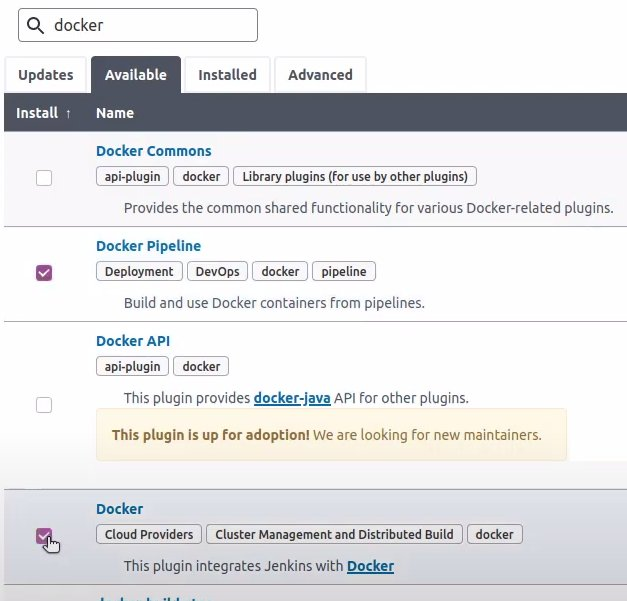 docker
Updates Available Installed Advanced
Install ↑ Name
Docker Commons
api-plugin docker Library plugins (for use by other plugins)
Provides the common shared functionality for various Docker-related plugins.
Docker Pipeline
Deployment DevOps docker pipeline
Build and use Docker containers from pipelines.
Docker API
api-plugin docker
This plugin provides docker-java API for other plugins.
This plugin is up for adoption! We are looking for new maintainers.
Docker
Cloud Providers Cluster Management and Distributed Build docker
This plugin integrates Jenkins with Docker